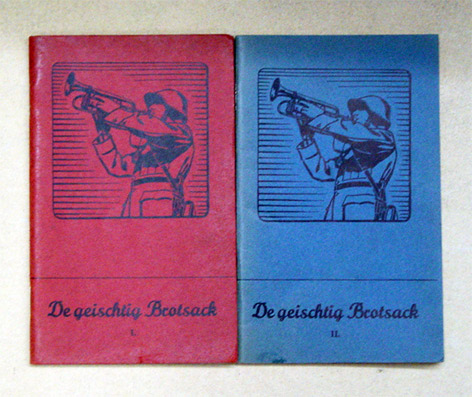 De geischtig Brotsack
I.
De geischtig Brotsack
II.